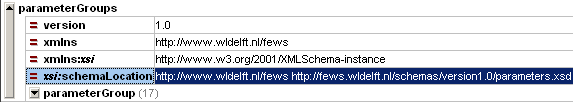 parameterGroups
= version 1.0
= xmlns http://www.wldelft.nl/fews
= xmlns:xsi http://www.w3.org/2001/XMLSchema-instance
= xsi:schemaLocation http://www.wldelft.nl/fews http://fews.wldelft.nl/schemas/version1.0/parameters.xsd
parameterGroup (17)